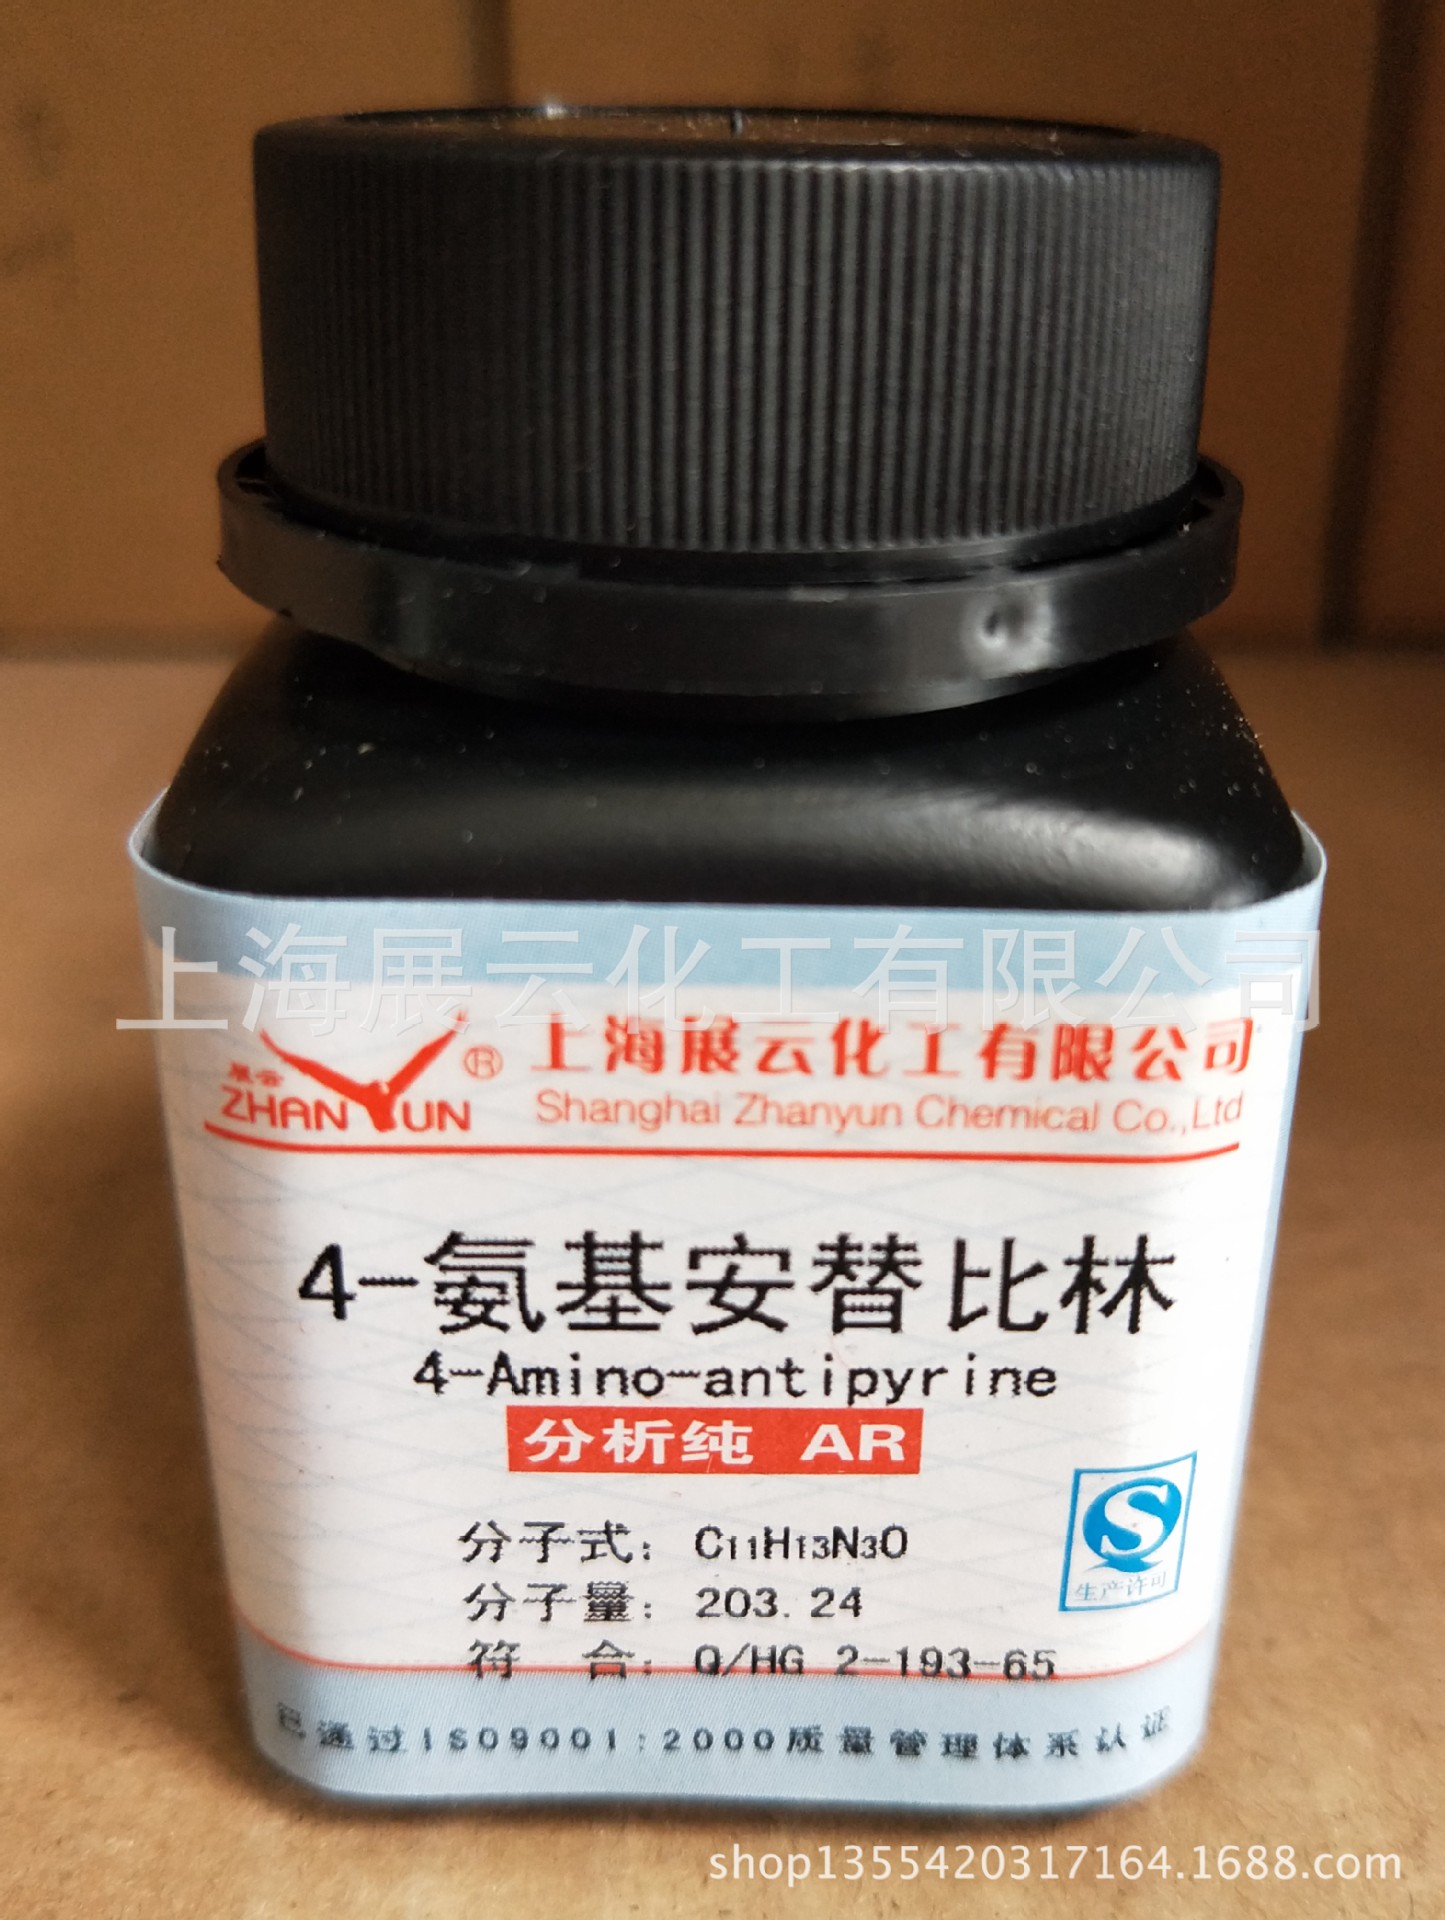 上海展云化工有限公司
展云
ZHANYUN ®
上海展云化工有限公司
Shanghai Zhanyun Chemical Co.,Ltd
4-氨基安替比林
4-Amino-antipyrine
分析纯 AR
分子式: C₁₁H₁₃N₃O
分子量: 203.24
符 合: Q/HG 2-193-65
生产许可
已通过ISO9001:2000质量管理体系认证
shop1355420317164.1688.com